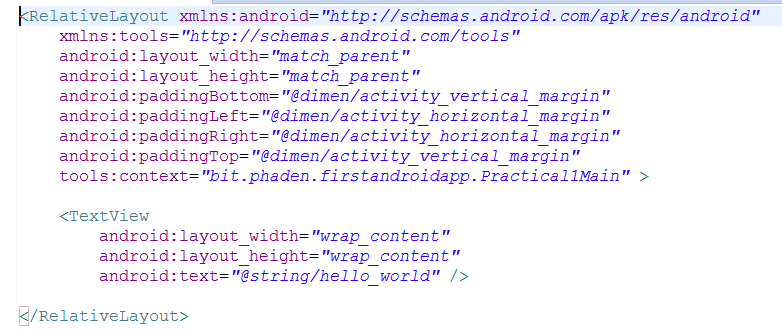 <RelativeLayout xmlns:android="http://schemas.android.com/apk/res/android"
    xmlns:tools="http://schemas.android.com/tools"
    android:layout_width="match_parent"
    android:layout_height="match_parent"
    android:paddingBottom="@dimen/activity_vertical_margin"
    android:paddingLeft="@dimen/activity_horizontal_margin"
    android:paddingRight="@dimen/activity_horizontal_margin"
    android:paddingTop="@dimen/activity_vertical_margin"
    tools:context="bit.phaden.firstandroidapp.Practical1Main" >
    <TextView
        android:layout_width="wrap_content"
        android:layout_height="wrap_content"
        android:text="@string/hello_world" />
</RelativeLayout>